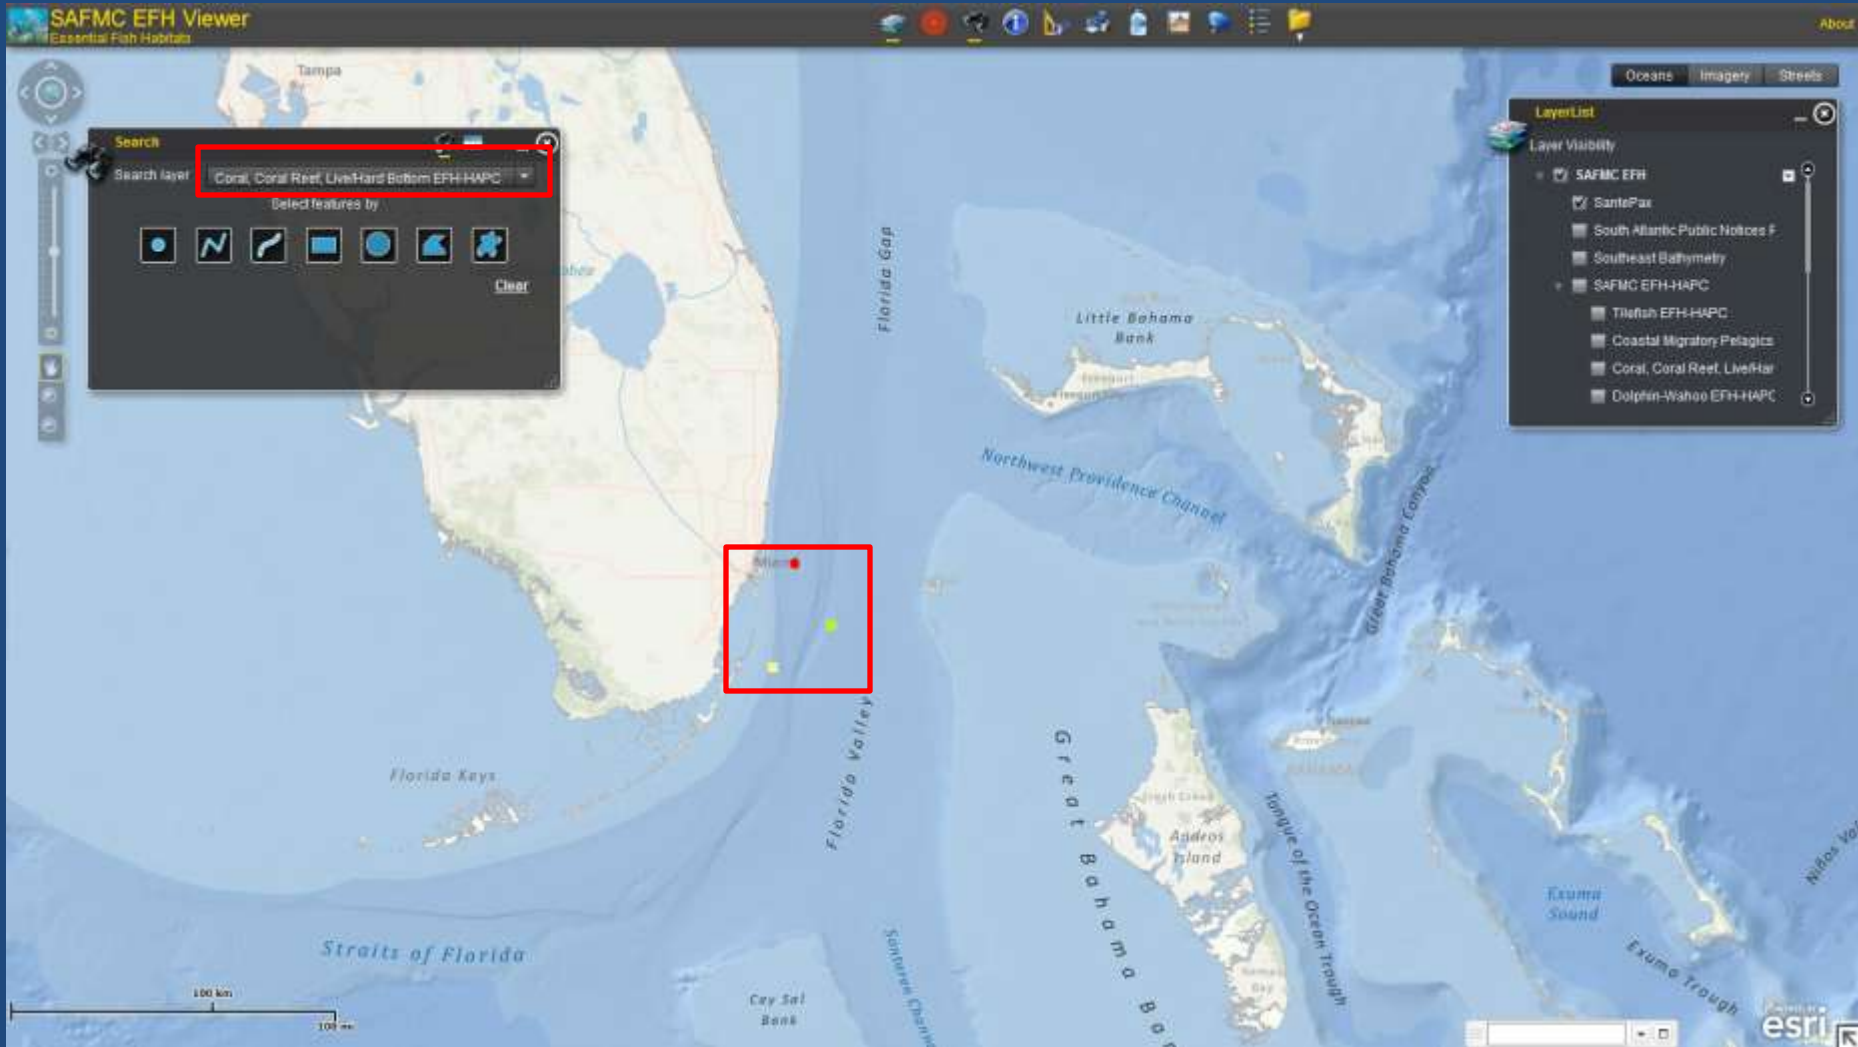 SAFMC EFH Viewer
Essential Fish Habitats
About
Oceans Imagery Streets
Search
Search layer Coral, Coral Reef, Live/Hard Bottom EFH-HAPC
Select features by
Clear
LayerList
Layer Visibility
SAFMC EFH
SantePax
South Atlantic Public Notices F
Southeast Bathymetry
SAFMC EFH-HAPC
Tilefish EFH-HAPC
Coastal Migratory Pelagics
Coral, Coral Reef, Live/Har
Dolphin-Wahoo EFH-HAPC
Tampa
Florida Gap
Little Bahama
Bank
Northwest Providence Channel
Great Bahama Canyon
Florida Valley
Florida Keys
Great Bahama Ba
Andros
Island
Tongue of the Ocean Trough
Exuma
Sound
Exuma Trough
Straits of Florida
Cay Sal
Bank
100 km
100 mi
esri